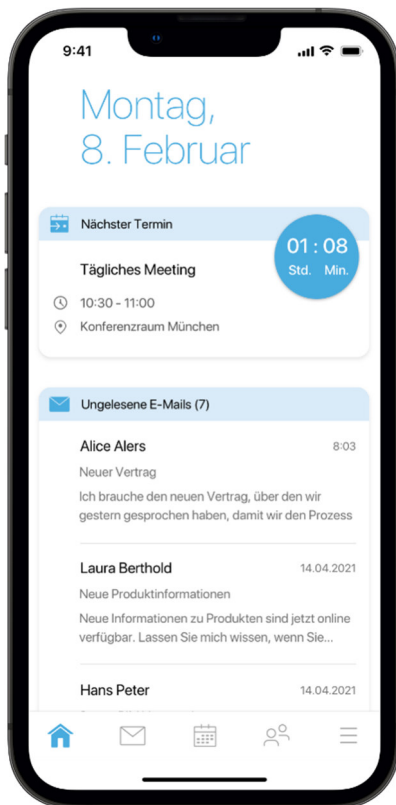 9:41
Montag,
8. Februar
Nächster Termin
01 : 08
Std. Min.
Tägliches Meeting
10:30 - 11:00
Konferenzraum München
Ungelesene E-Mails (7)
Alice Alers 8:03
Neuer Vertrag
Ich brauche den neuen Vertrag, über den wir
gestern gesprochen haben, damit wir den Prozess
Laura Berthold 14.04.2021
Neue Produktinformationen
Neue Informationen zu Produkten sind jetzt online
verfügbar. Lassen Sie mich wissen, wenn Sie...
Hans Peter 14.04.2021